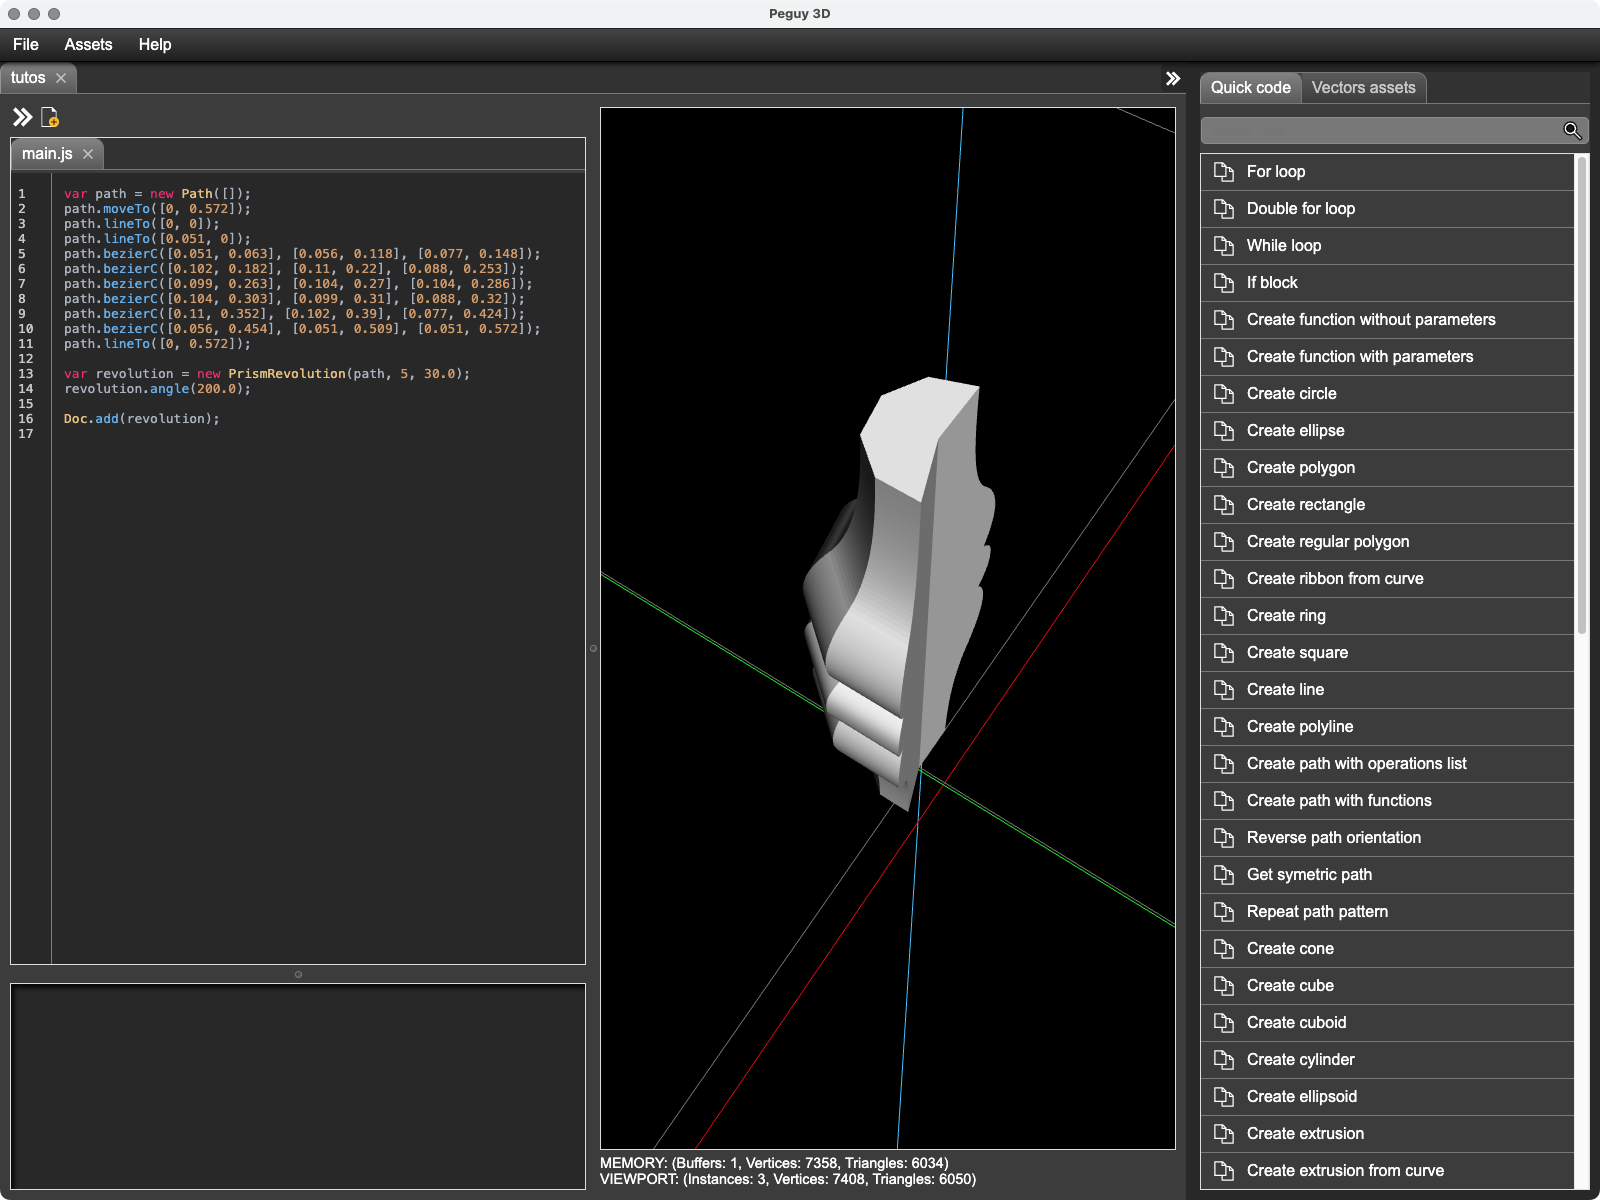 Peguy 3D
File Assets Help
tutos
main.js
1 var path = new Path([]);
2 path.moveTo([0, 0.572]);
3 path.lineTo([0, 0]);
4 path.lineTo([0.051, 0]);
5 path.bezierC([0.051, 0.063], [0.056, 0.118], [0.077, 0.148]);
6 path.bezierC([0.102, 0.182], [0.11, 0.22], [0.088, 0.253]);
7 path.bezierC([0.099, 0.263], [0.104, 0.27], [0.104, 0.286]);
8 path.bezierC([0.104, 0.303], [0.099, 0.31], [0.088, 0.32]);
9 path.bezierC([0.11, 0.352], [0.102, 0.39], [0.077, 0.424]);
10 path.bezierC([0.056, 0.454], [0.051, 0.509], [0.051, 0.572]);
11 path.lineTo([0, 0.572]);
12
13 var revolution = new PrismRevolution(path, 5, 30.0);
14 revolution.angle(200.0);
15
16 Doc.add(revolution);
17
MEMORY: (Buffers: 1, Vertices: 7358, Triangles: 6034)
VIEWPORT: (Instances: 3, Vertices: 7408, Triangles: 6050)
Quick code Vectors assets
For loop
Double for loop
While loop
If block
Create function without parameters
Create function with parameters
Create circle
Create ellipse
Create polygon
Create rectangle
Create regular polygon
Create ribbon from curve
Create ring
Create square
Create line
Create polyline
Create path with operations list
Create path with functions
Reverse path orientation
Get symetric path
Repeat path pattern
Create cone
Create cube
Create cuboid
Create cylinder
Create ellipsoid
Create extrusion
Create extrusion from curve